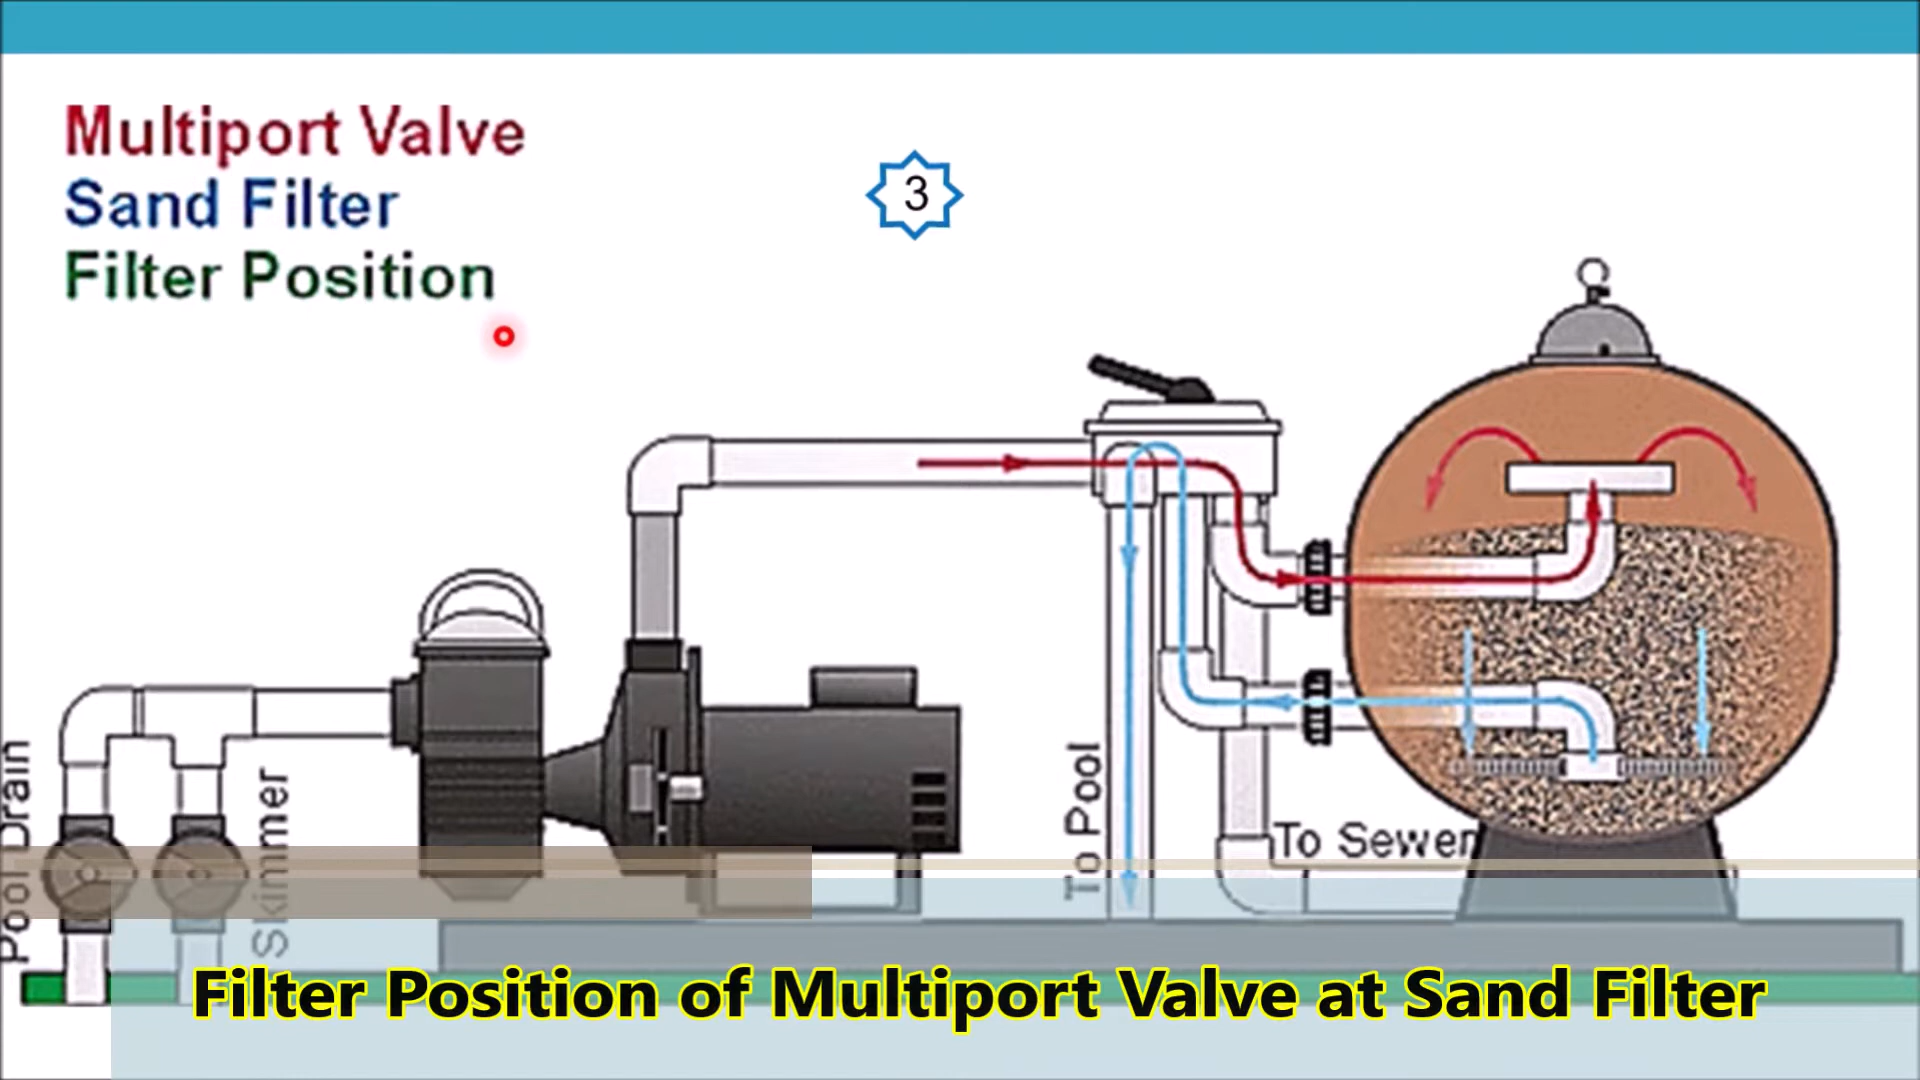 Multiport Valve
Sand Filter
Filter Position
3
Pool Drain
Skimmer
To Pool
To Sewer
Filter Position of Multiport Valve at Sand Filter